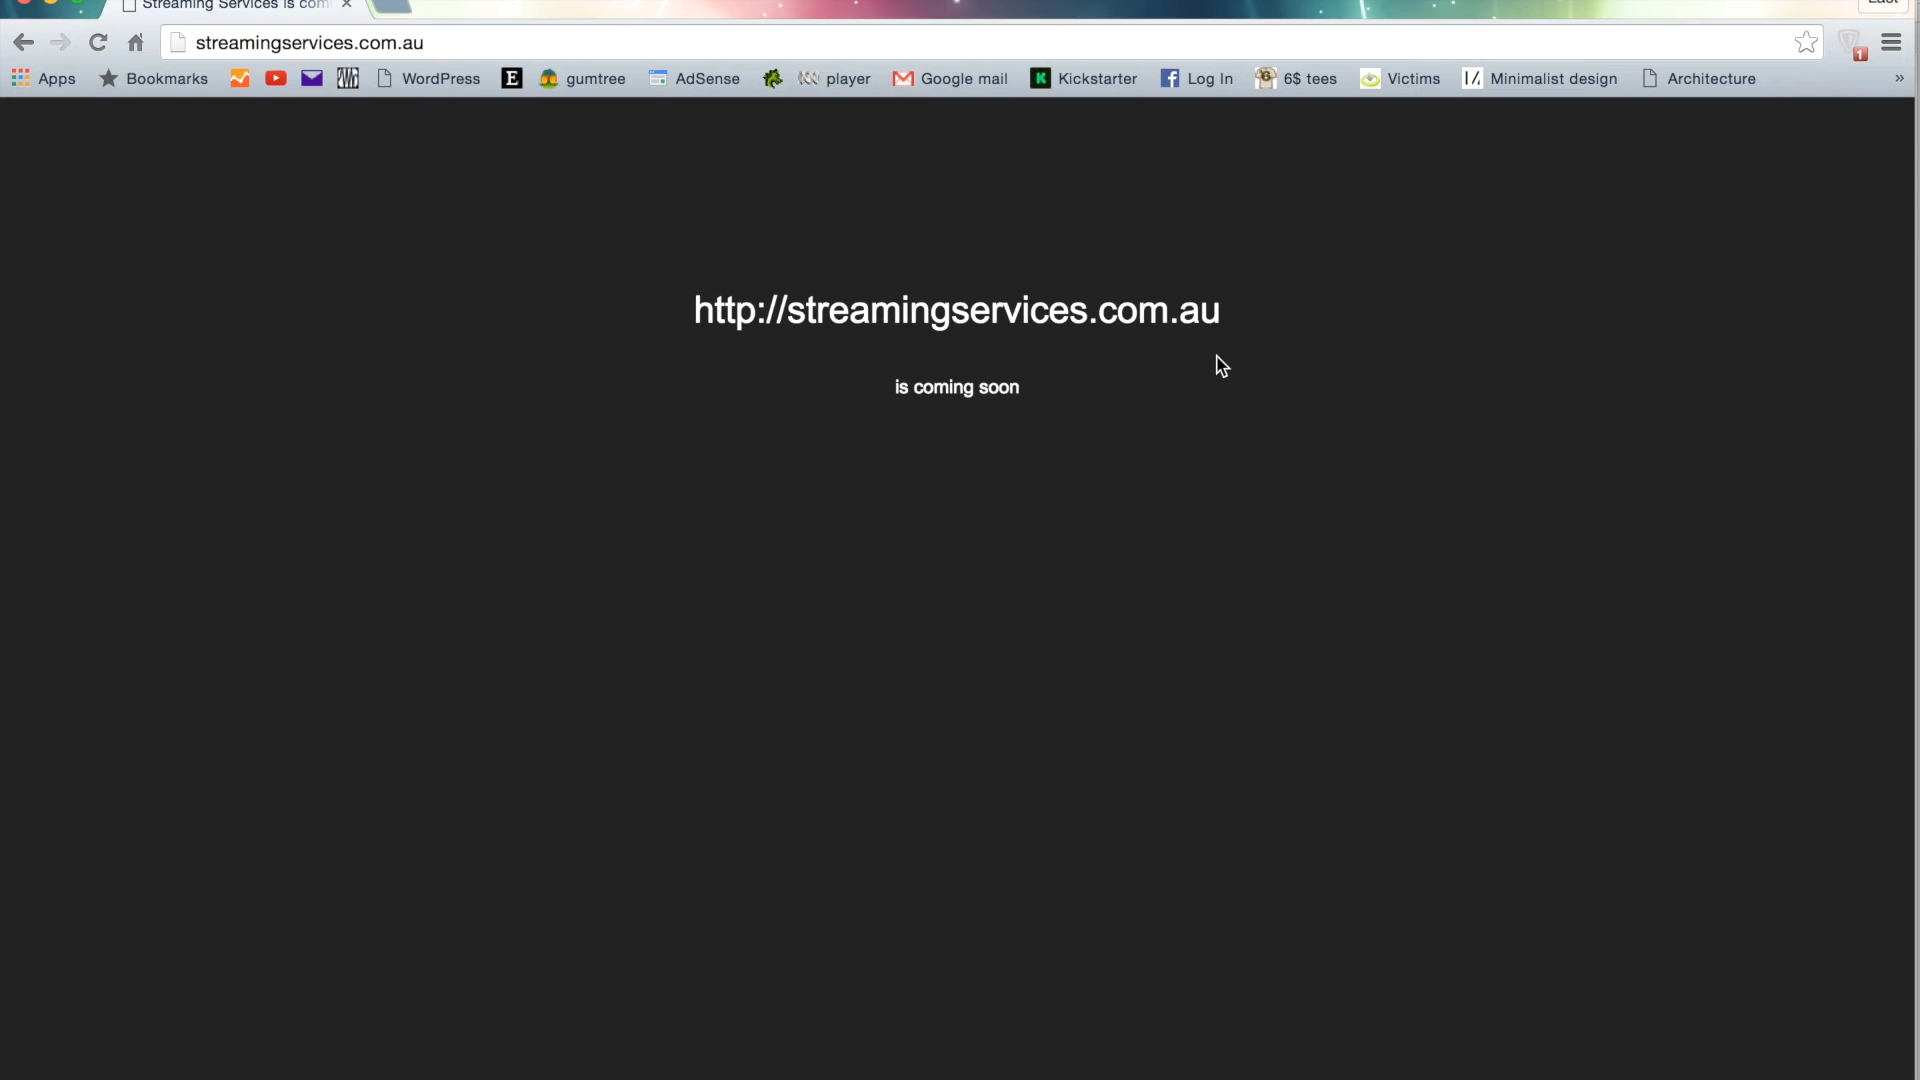 Streaming Services is com
streamingservices.com.au
1
Apps Bookmarks WordPress E gumtree AdSense player Google mail K Kickstarter f Log In 6$ tees Victims Minimalist design Architecture »
http://streamingservices.com.au
is coming soon